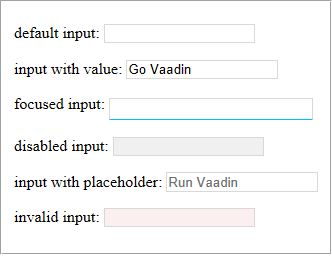 default input:
input with value: Go Vaadin
focused input:
disabled input:
input with placeholder: Run Vaadin
invalid input: